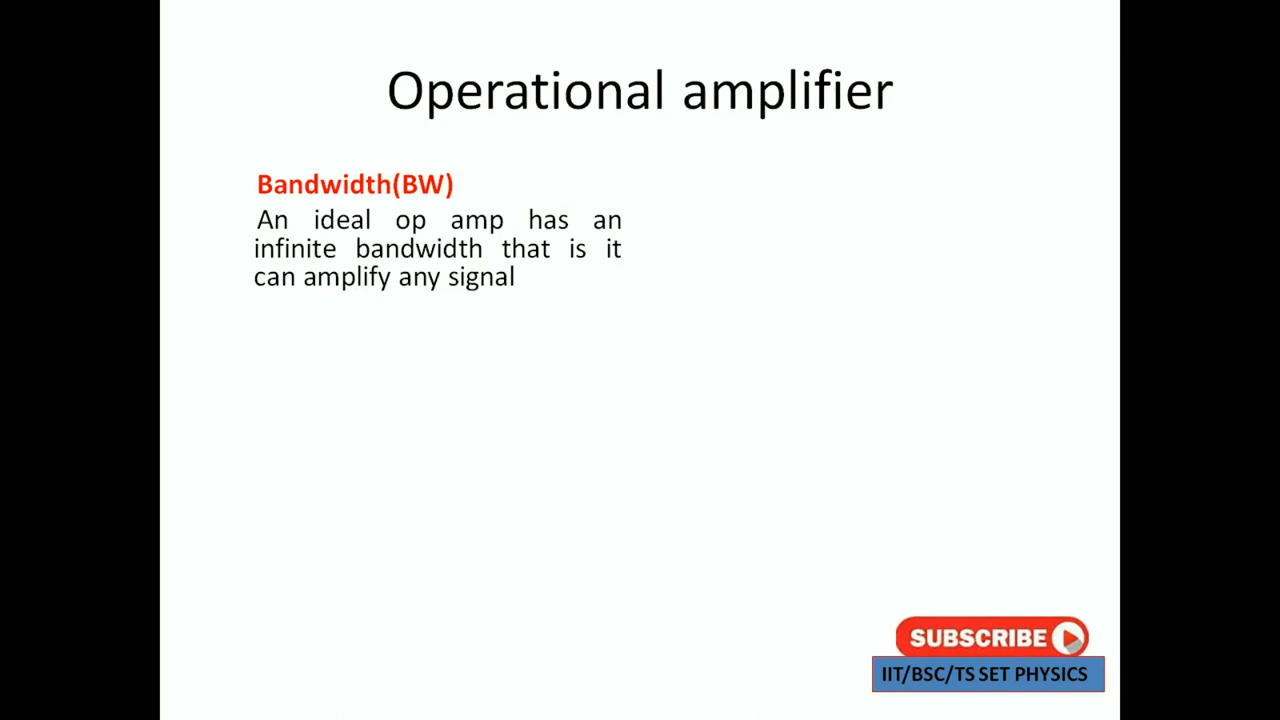 Operational amplifier
Bandwidth(BW)
An ideal op amp has an
infinite bandwidth that is it
can amplify any signal
SUBSCRIBE
IIT/BSC/TS SET PHYSICS